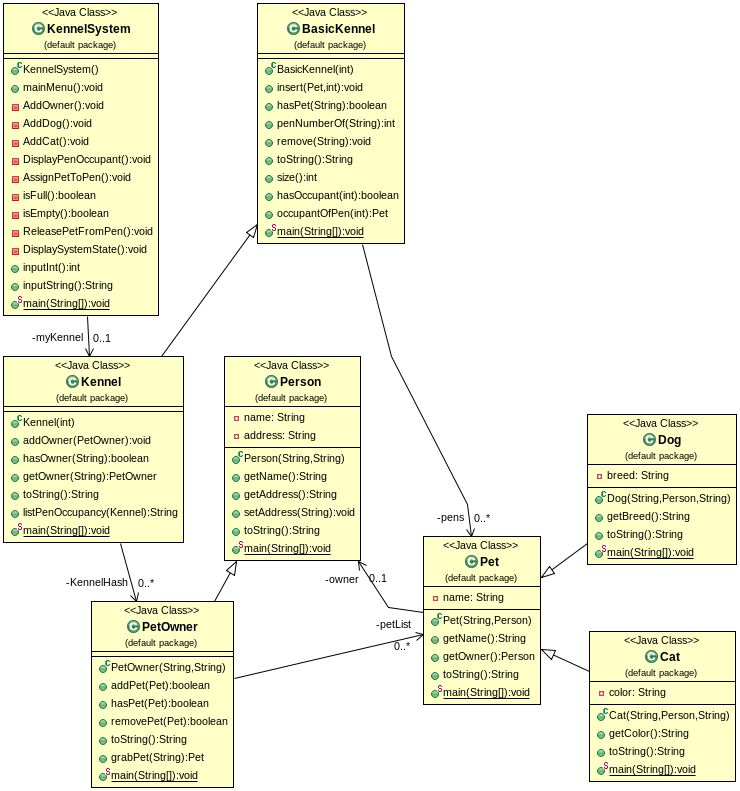 <<Java Class>>
KennelSystem
(default package)
KennelSystem()
mainMenu():void
AddOwner():void
AddDog():void
AddCat():void
DisplayPenOccupant():void
AssignPetToPen():void
isFull():boolean
isEmpty():boolean
ReleasePetFromPen():void
DisplaySystemState():void
inputInt():int
inputString():String
main(String[]):void
<<Java Class>>
BasicKennel
(default package)
BasicKennel(int)
insert(Pet,int):void
hasPet(String):boolean
penNumberOf(String):int
remove(String):void
toString():String
size():int
hasOccupant(int):boolean
occupantOfPen(int):Pet
main(String[]):void
-myKennel 0..1
<<Java Class>>
Kennel
(default package)
Kennel(int)
addOwner(PetOwner):void
hasOwner(String):boolean
getOwner(String):PetOwner
toString():String
listPenOccupancy(Kennel):String
main(String[]):void
<<Java Class>>
Person
(default package)
name: String
address: String
Person(String,String)
getName():String
getAddress():String
setAddress(String):void
toString():String
main(String[]):void
<<Java Class>>
Dog
(default package)
breed: String
Dog(String,Person,String)
getBreed():String
toString():String
main(String[]):void
-pens 0..*
-KennelHash 0..*
-owner 0..1
<<Java Class>>
Pet
(default package)
name: String
Pet(String,Person)
getName():String
getOwner():Person
toString():String
main(String[]):void
<<Java Class>>
PetOwner
(default package)
PetOwner(String,String)
addPet(Pet):boolean
hasPet(Pet):boolean
removePet(Pet):boolean
toString():String
grabPet(String):Pet
main(String[]):void
-petList
0..*
<<Java Class>>
Cat
(default package)
color: String
Cat(String,Person,String)
getColor():String
toString():String
main(String[]):void